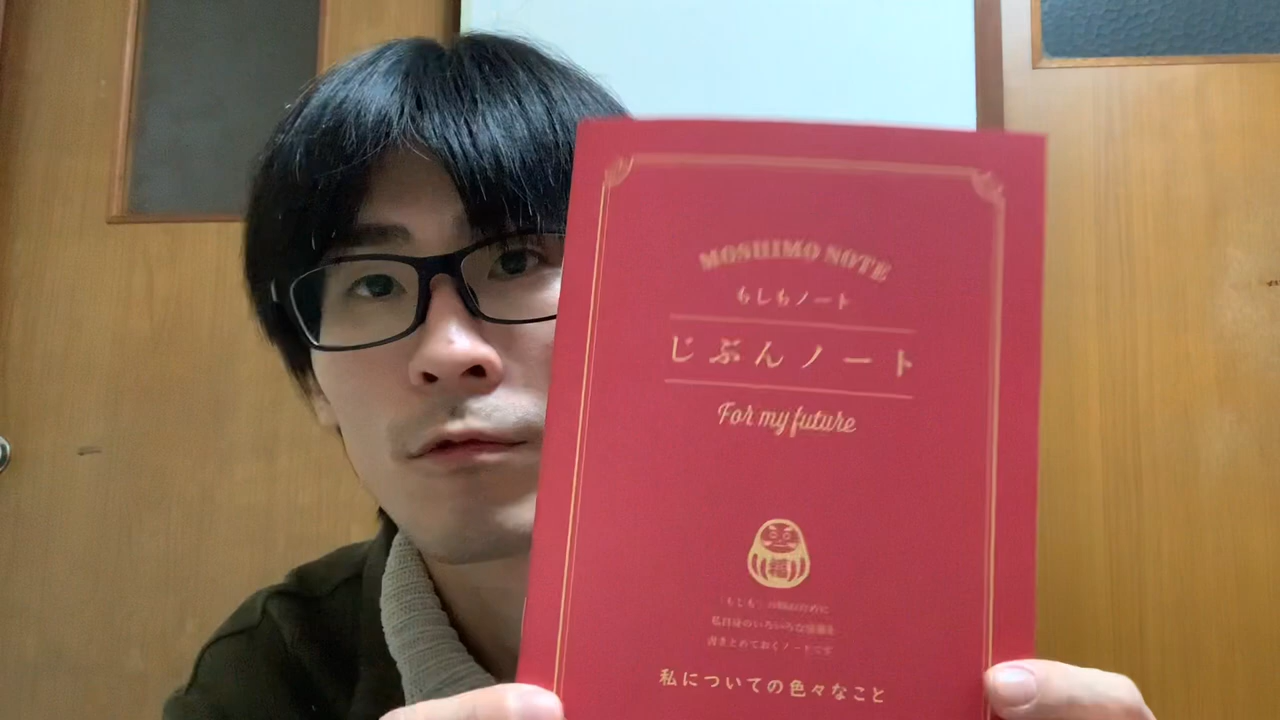 MOSHIMO NOTE
もしもノート
じぶんノート
For my future
福
「もしも」の時のために
私自身のいろいろな情報を
書きとめておくノートです
私についての色々なこと